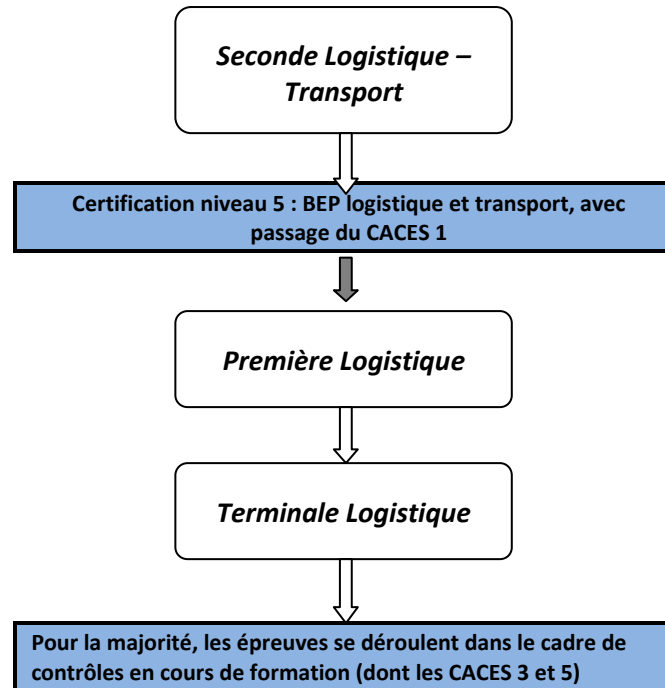 Seconde Logistique –
Transport
Certification niveau 5 : BEP logistique et transport, avec
passage du CACES 1
Première Logistique
Terminale Logistique
Pour la majorité, les épreuves se déroulent dans le cadre de
contrôles en cours de formation (dont les CACES 3 et 5)